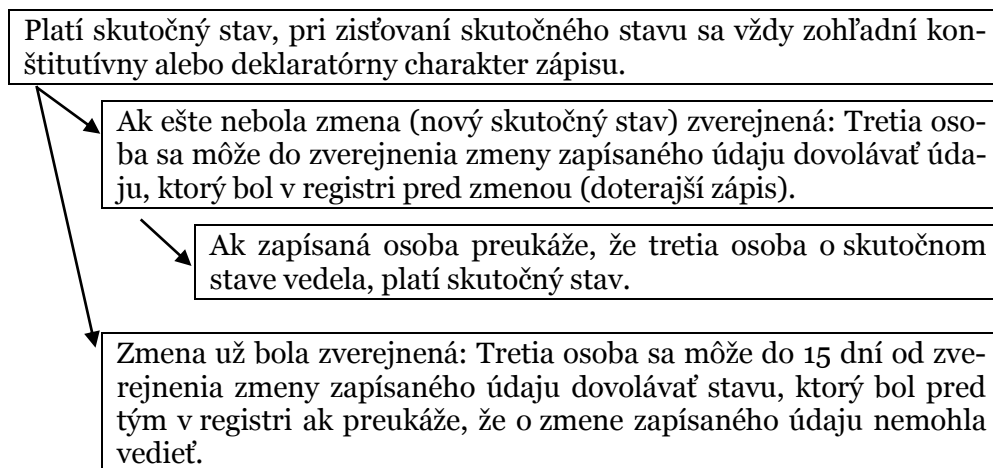 Platí skutočný stav, pri zisťovaní skutočného stavu sa vždy zohľadní kon-
štitutívny alebo deklaratórny charakter zápisu.
Ak ešte nebola zmena (nový skutočný stav) zverejnená: Tretia oso-
ba sa môže do zverejnenia zmeny zapísaného údaju dovolávať úda-
ju, ktorý bol v registri pred zmenou (doterajší zápis).
Ak zapísaná osoba preukáže, že tretia osoba o skutočnom
stave vedela, platí skutočný stav.
Zmena už bola zverejnená: Tretia osoba sa môže do 15 dní od zve-
rejnenia zmeny zapísaného údaju dovolávať stavu, ktorý bol pred
tým v registri ak preukáže, že o zmene zapísaného údaju nemohla
vedieť.